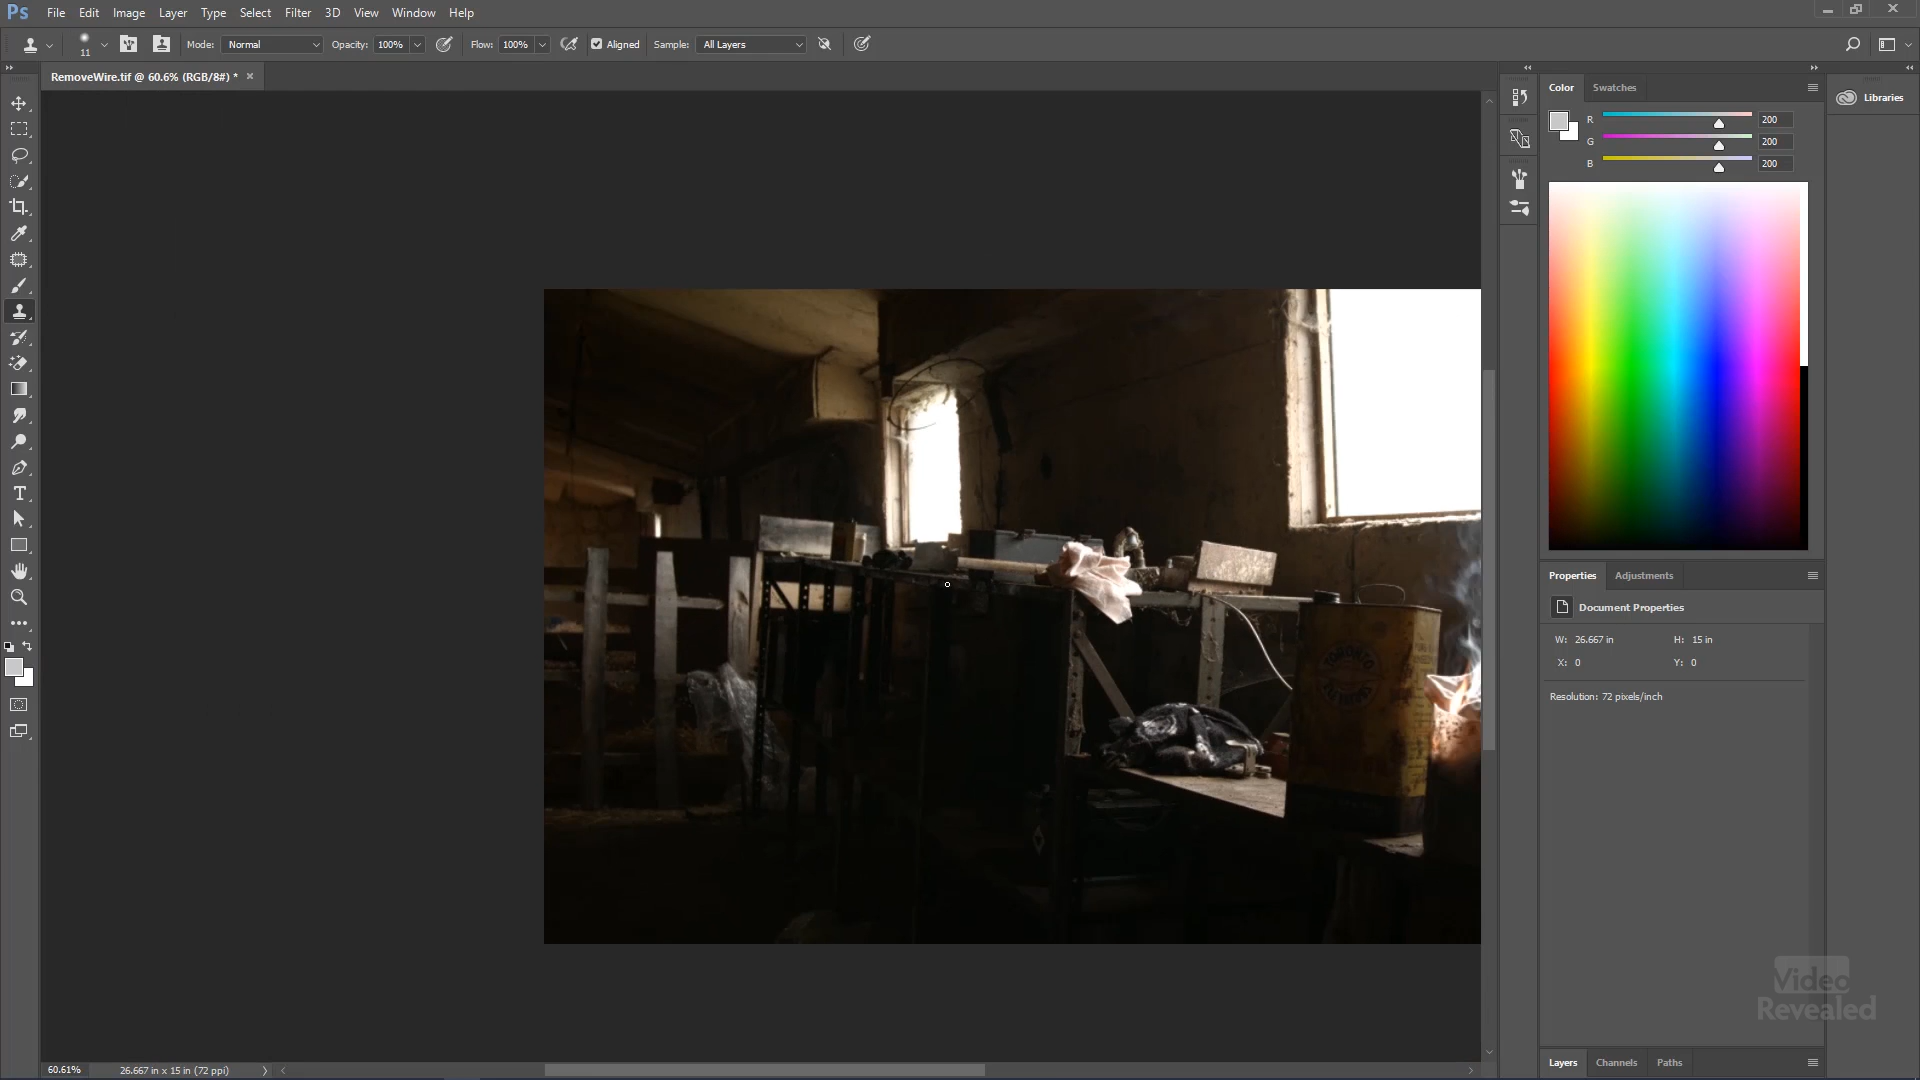 Ps File Edit Image Layer Type Select Filter 3D View Window Help
11 Mode: Normal Opacity: 100% Flow: 100% Aligned Sample: All Layers
RemoveWire.tif @ 60.6% (RGB/8#) *
Color Swatches
Libraries
R 200
G 200
B 200
Properties Adjustments
Document Properties
W: 26.667 in H: 15 in
X: 0 Y: 0
Resolution: 72 pixels/inch
TORONTO
Video
Revealed
60.61% 26.667 in x 15 in (72 ppi)
Layers Channels Paths